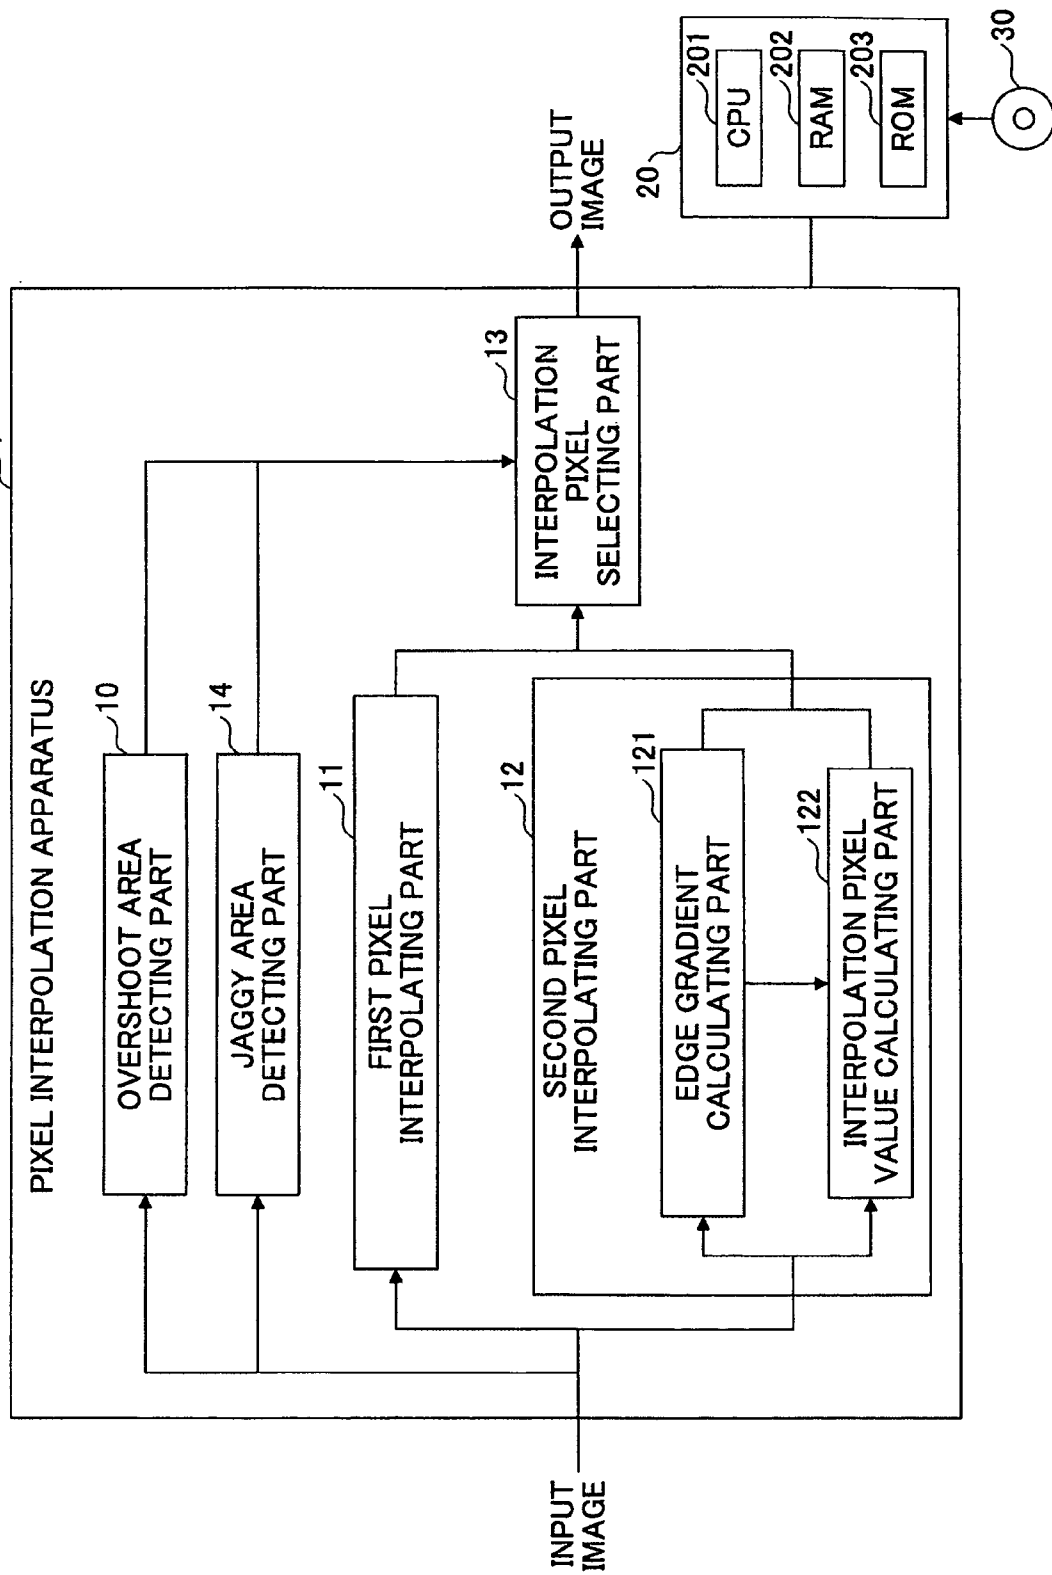 PIXEL INTERPOLATION APPARATUS
10
OVERSHOOT AREA
DETECTING PART
14
JAGGY AREA
DETECTING PART
11
FIRST PIXEL
INTERPOLATING PART
12
SECOND PIXEL
INTERPOLATING PART
121
EDGE GRADIENT
CALCULATING PART
122
INTERPOLATION PIXEL
VALUE CALCULATING PART
13
INTERPOLATION
PIXEL
SELECTING PART
INPUT
IMAGE
OUTPUT
IMAGE
20
201
CPU
202
RAM
203
ROM
30